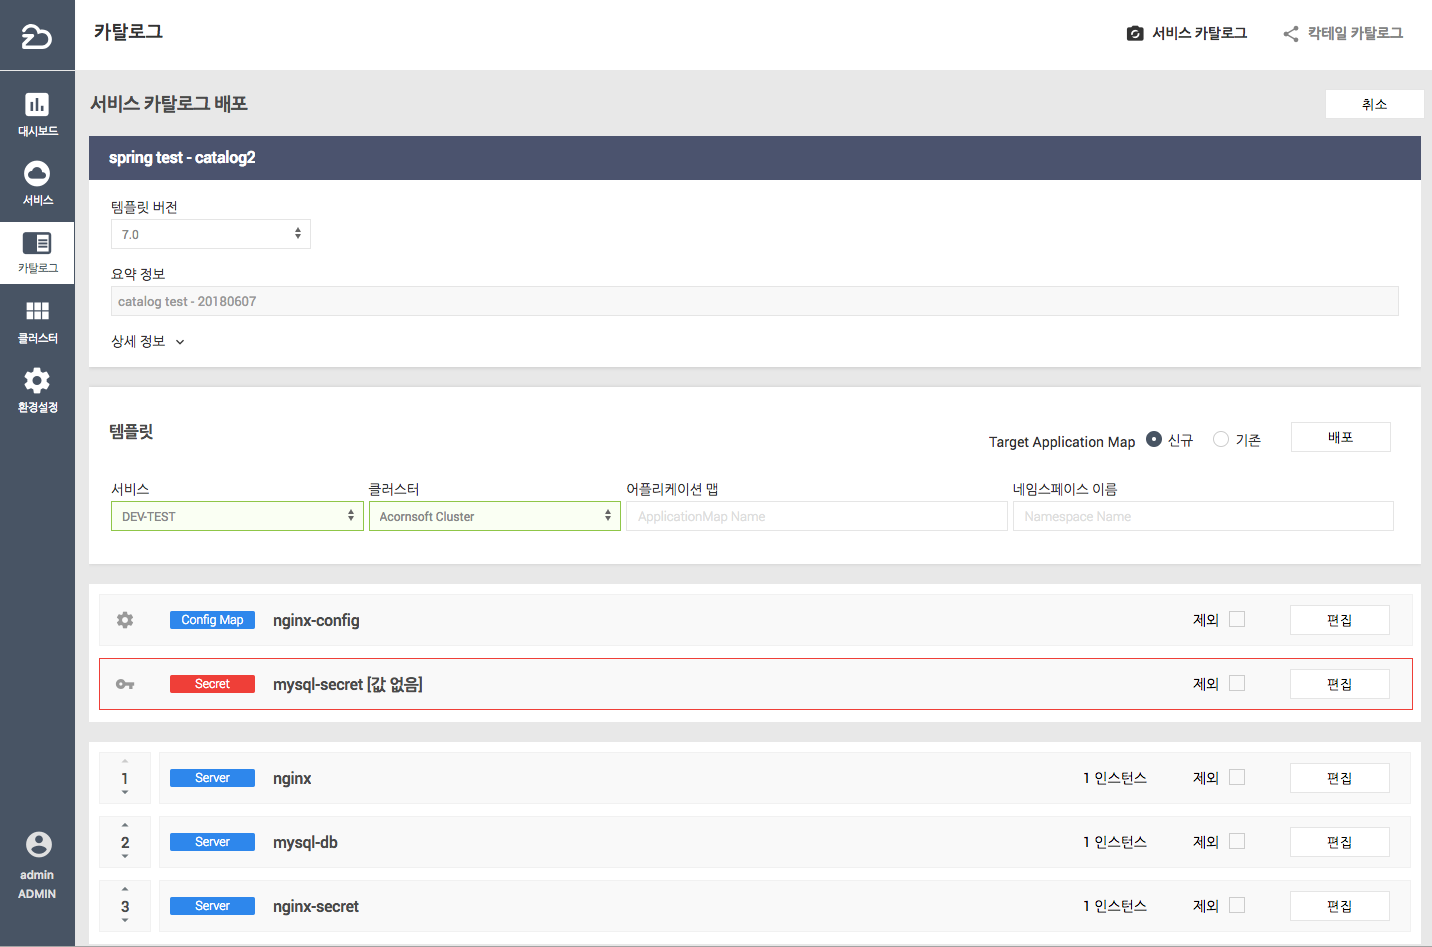 카탈로그
서비스 카탈로그
칵테일 카탈로그
대시보드
서비스
카탈로그
클러스터
환경설정
admin
ADMIN
서비스 카탈로그 배포
취소
spring test - catalog2
템플릿 버전
7.0
요약 정보
catalog test - 20180607
상세 정보
템플릿
Target Application Map 신규 기존
배포
서비스 클러스터 어플리케이션 맵 네임스페이스 이름
DEV-TEST Acornsoft Cluster ApplicationMap Name Namespace Name
Config Map nginx-config 제외 편집
Secret mysql-secret [값 없음] 제외 편집
1 Server nginx 1 인스턴스 제외 편집
2 Server mysql-db 1 인스턴스 제외 편집
3 Server nginx-secret 1 인스턴스 제외 편집